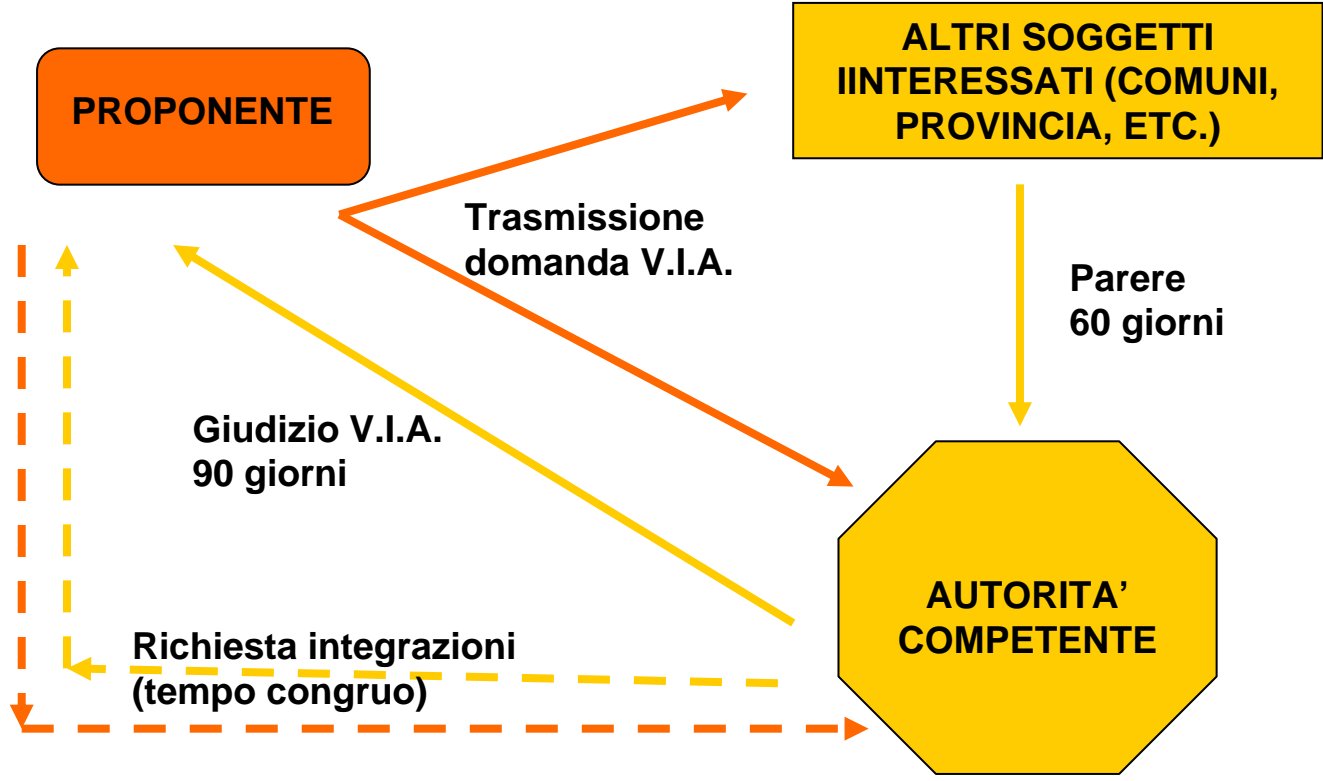 PROPONENTE
ALTRI SOGGETTI
IINTERESSATI (COMUNI,
PROVINCIA, ETC.)
Trasmissione
domanda V.I.A.
Parere
60 giorni
Giudizio V.I.A.
90 giorni
AUTORITA’
COMPETENTE
Richiesta integrazioni
(tempo congruo)